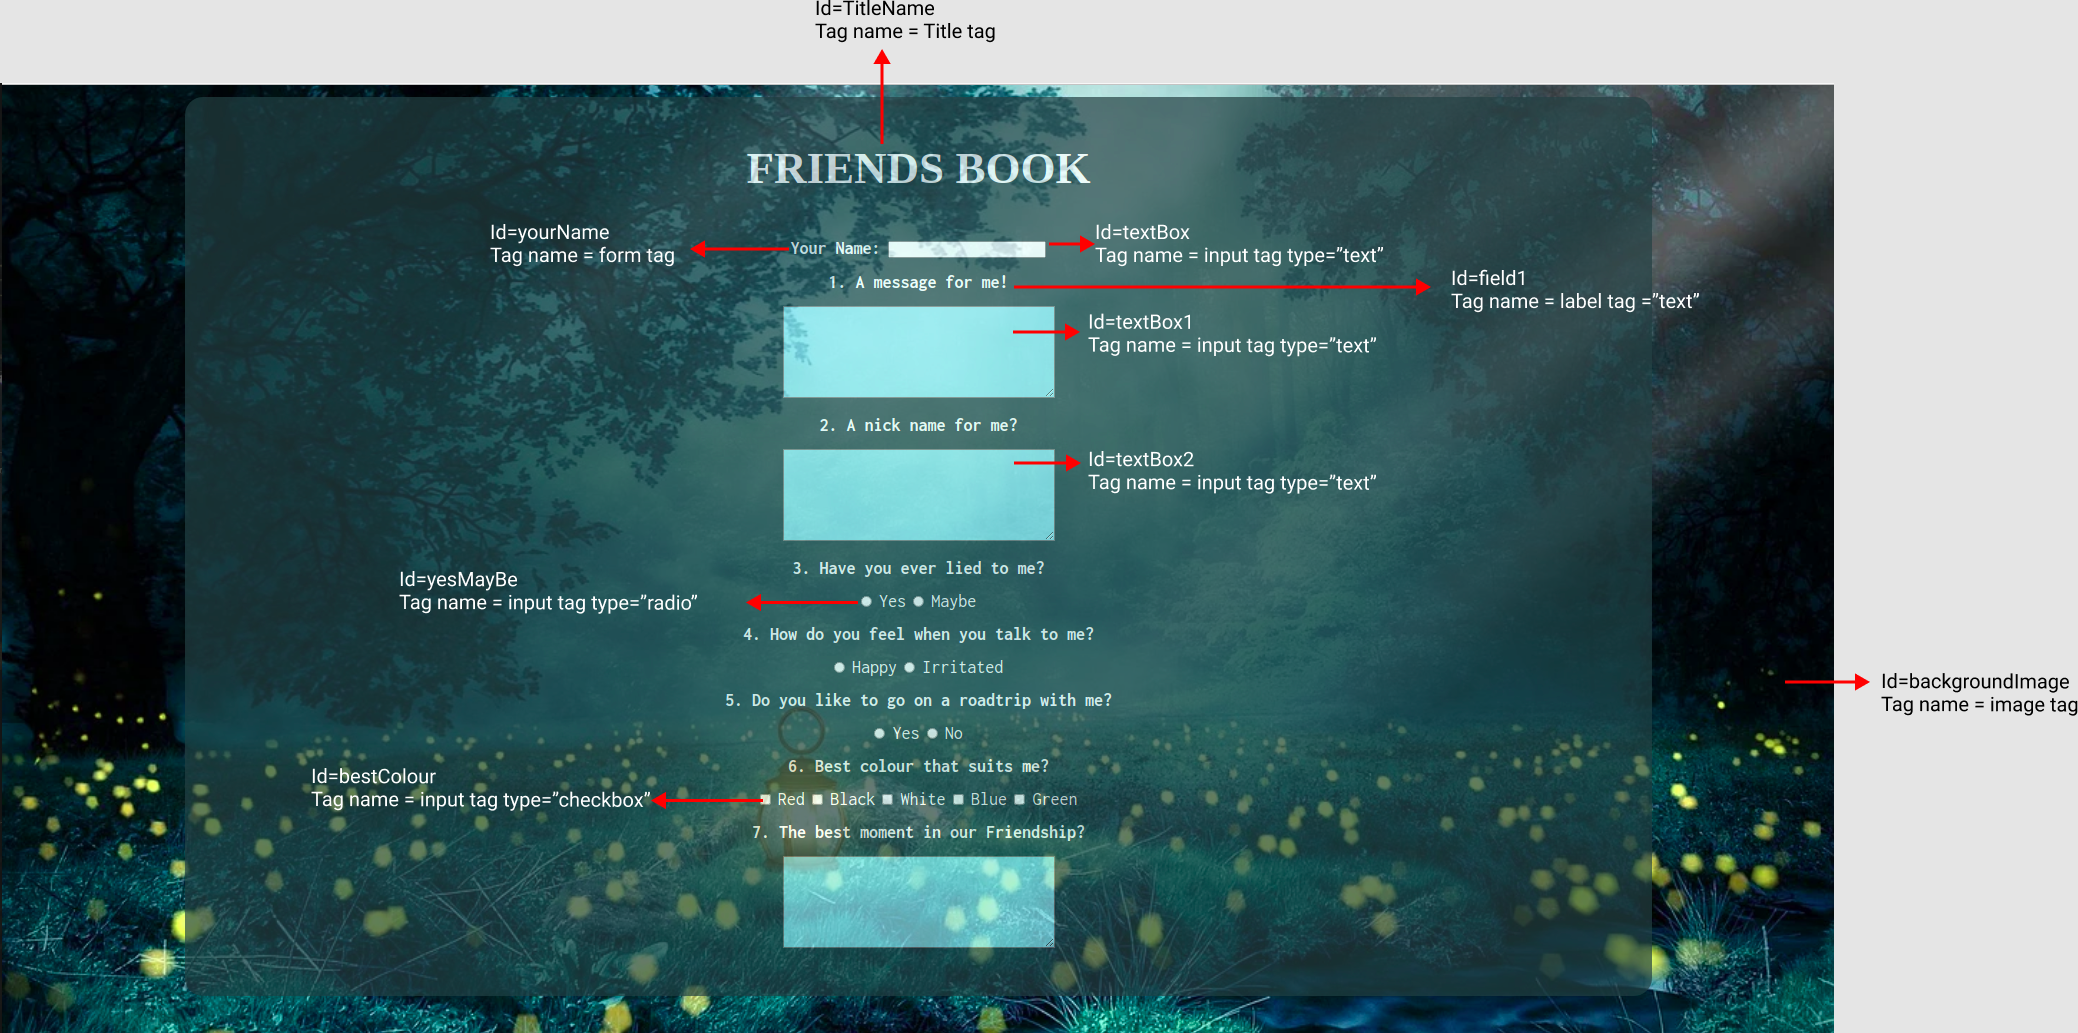 Id=TitleName
Tag name = Title tag
FRIENDS BOOK
Id=yourName
Tag name = form tag
Your Name:
Id=textBox
Tag name = input tag type=”text”
1. A message for me!
Id=field1
Tag name = label tag =”text”
Id=textBox1
Tag name = input tag type=”text”
2. A nick name for me?
Id=textBox2
Tag name = input tag type=”text”
3. Have you ever lied to me?
Id=yesMayBe
Tag name = input tag type=”radio”
Yes Maybe
4. How do you feel when you talk to me?
Happy Irritated
Id=backgroundImage
Tag name = image tag
5. Do you like to go on a roadtrip with me?
Yes No
6. Best colour that suits me?
Id=bestColour
Tag name = input tag type=”checkbox”
Red Black White Blue Green
7. The best moment in our Friendship?